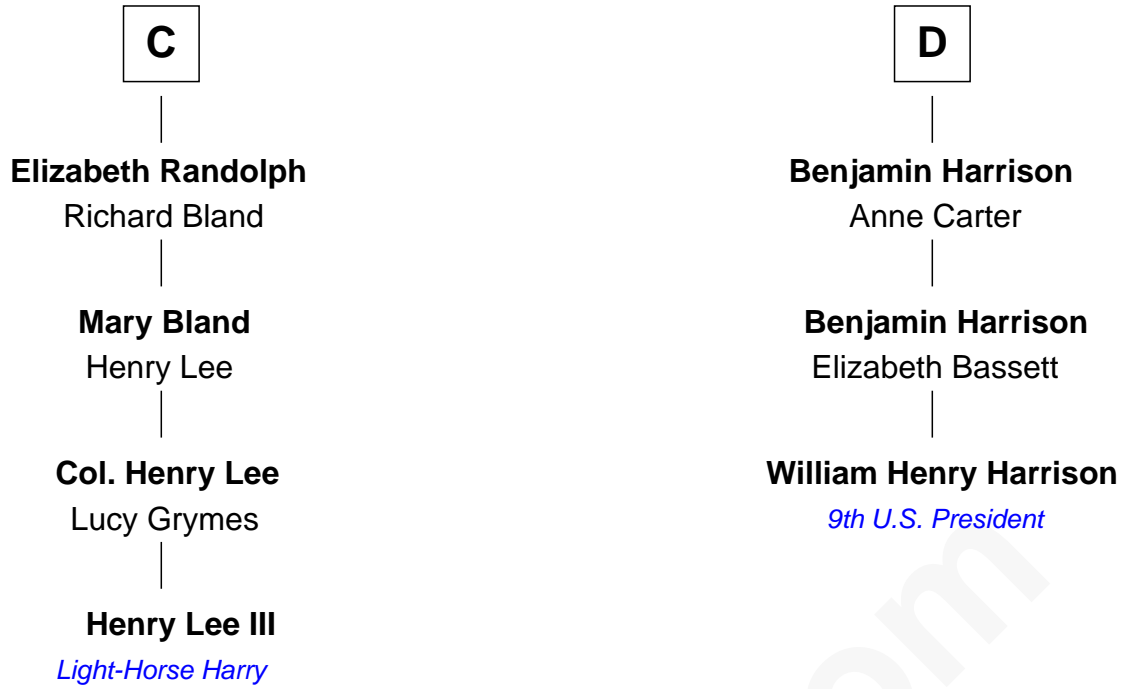 C
Elizabeth Randolph
Richard Bland
Mary Bland
Henry Lee
Col. Henry Lee
Lucy Grymes
Henry Lee III
Light-Horse Harry
D
Benjamin Harrison
Anne Carter
Benjamin Harrison
Elizabeth Bassett
William Henry Harrison
9th U.S. President